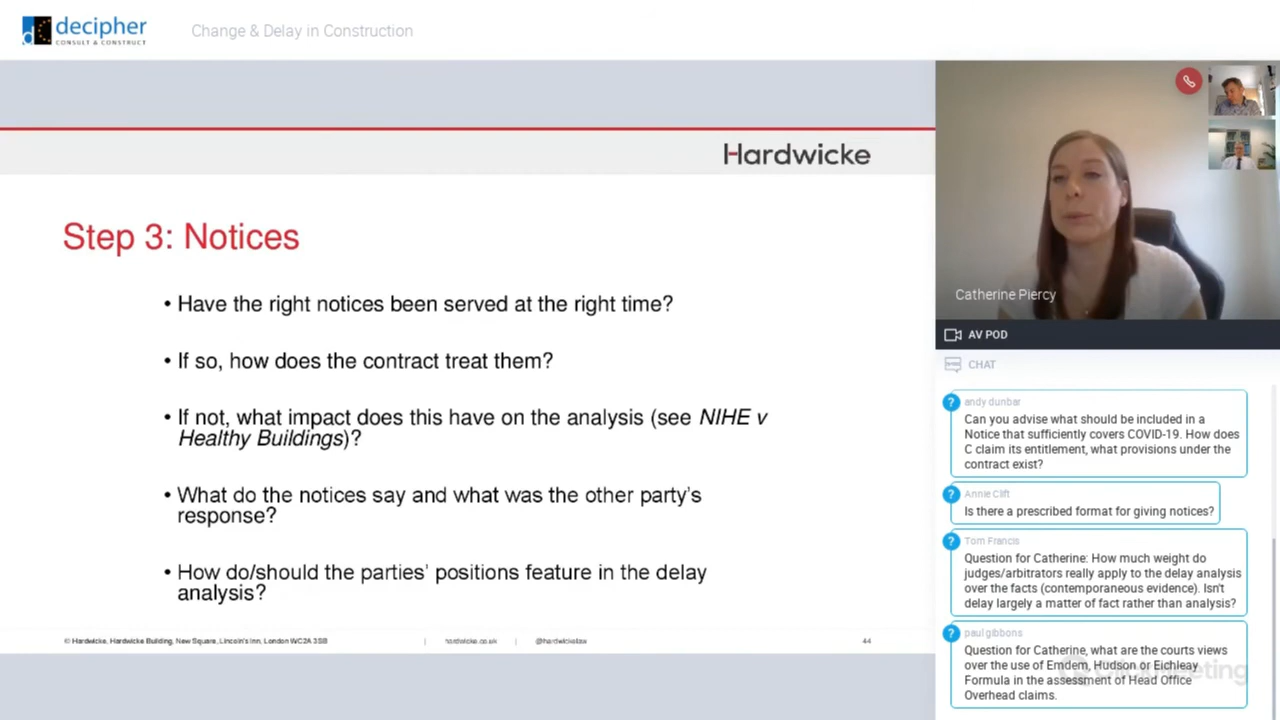 decipher
CONSULT & CONSTRUCT
Change & Delay in Construction
Hardwicke
Step 3: Notices
• Have the right notices been served at the right time?
• If so, how does the contract treat them?
• If not, what impact does this have on the analysis (see NIHE v
Healthy Buildings)?
• What do the notices say and what was the other party's
response?
• How do/should the parties' positions feature in the delay
analysis?
© Hardwicke, Hardwicke Building, New Square, Lincoln's Inn, London WC2A 3SB | hardwicke.co.uk | @hardwickelaw 44
Catherine Piercy
AV POD
CHAT
? andy dunbar
Can you advise what should be included in a
Notice that sufficiently covers COVID-19. How does
C claim its entitlement, what provisions under the
contract exist?
? Annie Clift
Is there a prescribed format for giving notices?
? Tom Francis
Question for Catherine: How much weight do
judges/arbitrators really apply to the delay analysis
over the facts (contemporaneous evidence). Isn't
delay largely a matter of fact rather than analysis?
? paul gibbons
Question for Catherine, what are the courts views
over the use of Emdem, Hudson or Eichleay
Formula in the assessment of Head Office
Overhead claims.
ClickMeeting